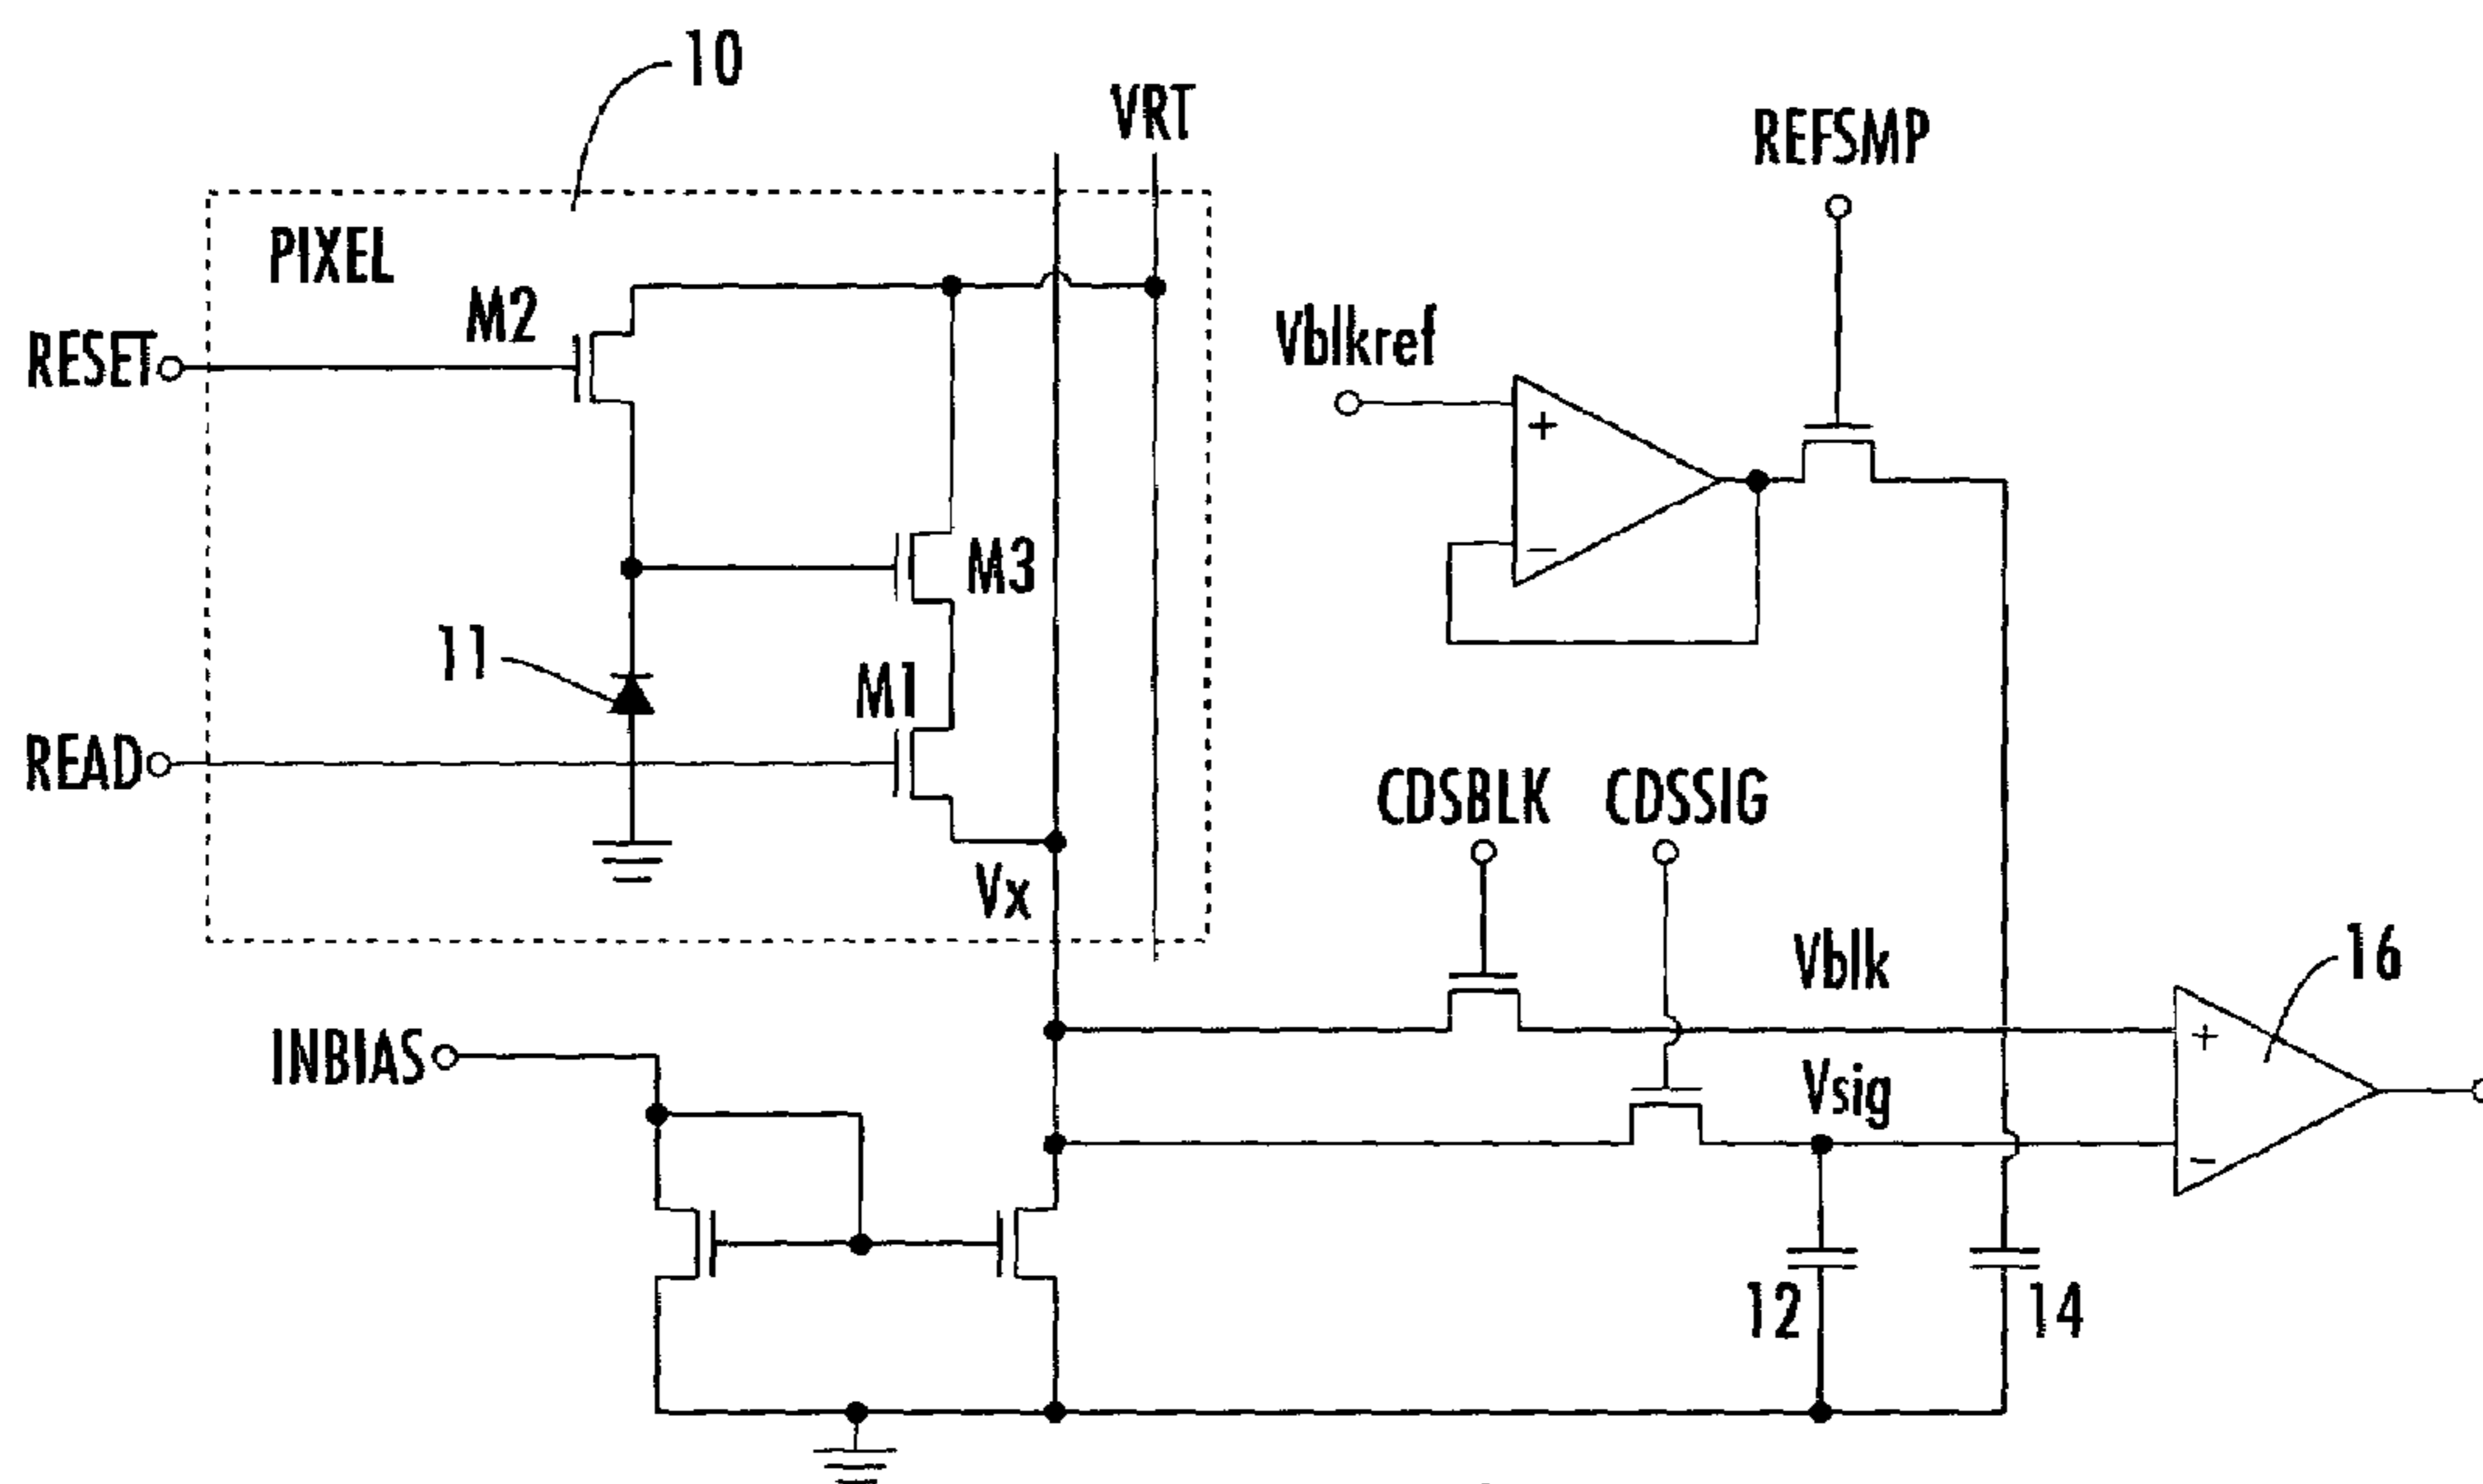 10
VRT
REFSMP
PIXEL
M2
RESET
Vblkref
+
−
M3
11
M1
READ
CDSBLK
CDSSIG
Vx
Vblk
16
INBIAS
+
Vsig
−
12
14